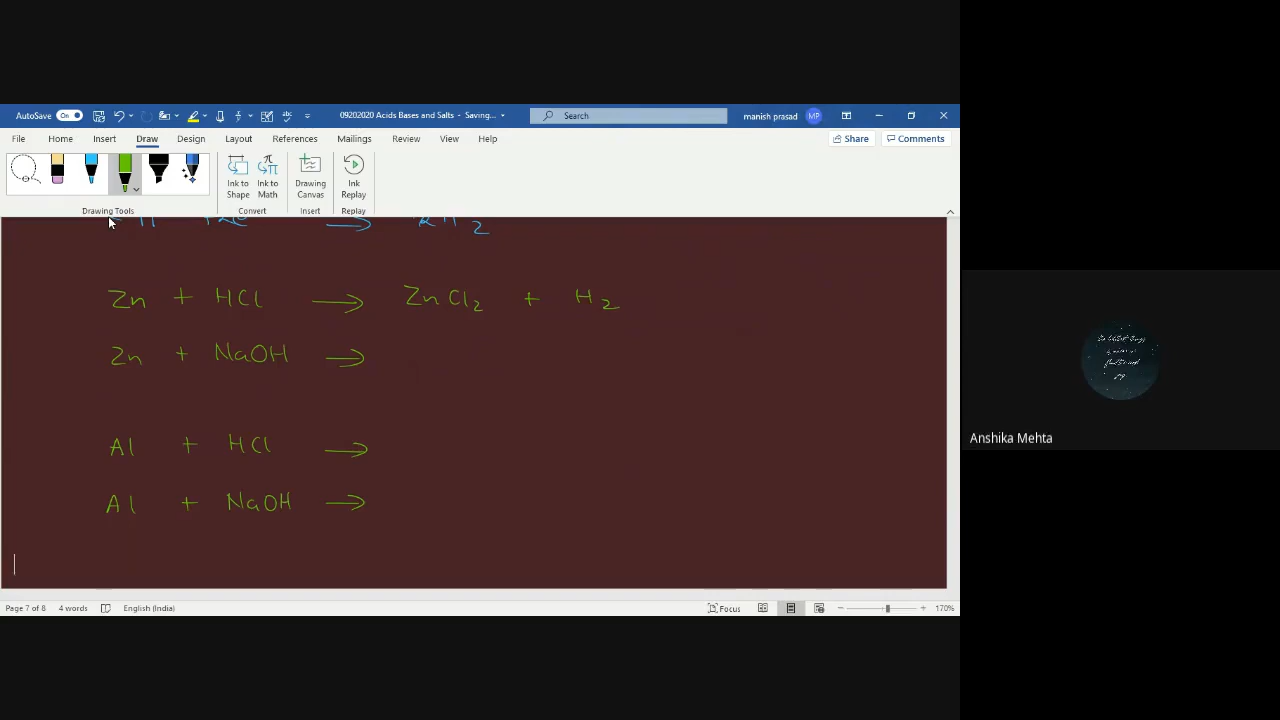 AutoSave On 09202020 Acids Bases and Salts - Saving... Search manish prasad MP
File Home Insert Draw Design Layout References Mailings Review View Help Share Comments
Ink to Shape Ink to Math Drawing Canvas Ink Replay
Drawing Tools Convert Insert Replay
→ 2H2
Zn + HCl → ZnCl2 + H2
Zn + NaOH →
Al + HCl →
Al + NaOH →
Anshika Mehta
Page 7 of 8 4 words English (India) Focus 170%